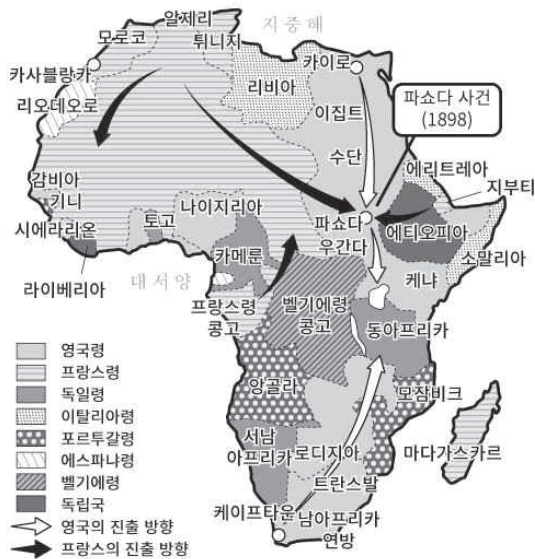 지중해
알제리
모로코
튀니지
카사블랑카
카이로
리비아
리오데오로
이집트
파쇼다 사건
(1898)
수단
에리트레아
지부티
감비아
키니
나이지리아
시에라리온
토고
파쇼다
우간다
에티오피아
카메룬
소말리아
라이베리아
대서양
케냐
프랑스령
콩고
벨기에령
콩고
동아프리카
앙골라
모잠비크
서남
아프리카
로디지아
마다가스카르
트란스발
케이프타운
남아프리카
연방
영국령
프랑스령
독일령
이탈리아령
포르투갈령
에스파냐령
벨기에령
독립국
영국의 진출 방향
프랑스의 진출 방향